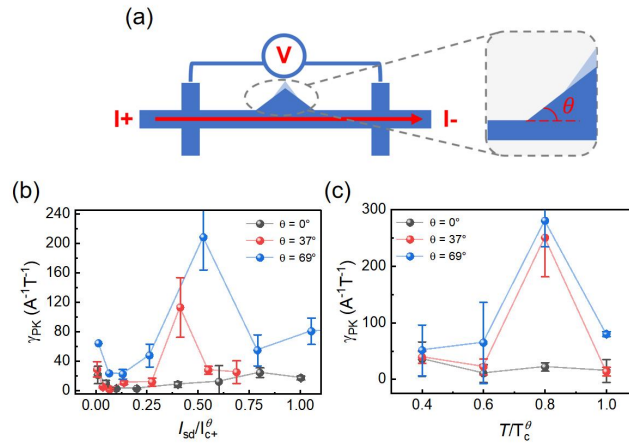 (a)
V
I+
I-
θ
(b)
240
200
160
120
80
40
0
γPK (A⁻¹T⁻¹)
θ = 0°
θ = 37°
θ = 69°
0.00 0.25 0.50 0.75 1.00
Isd/Iθc+
(c)
300
200
100
0
γPK (A⁻¹T⁻¹)
θ = 0°
θ = 37°
θ = 69°
0.4 0.6 0.8 1.0
T/Tθc